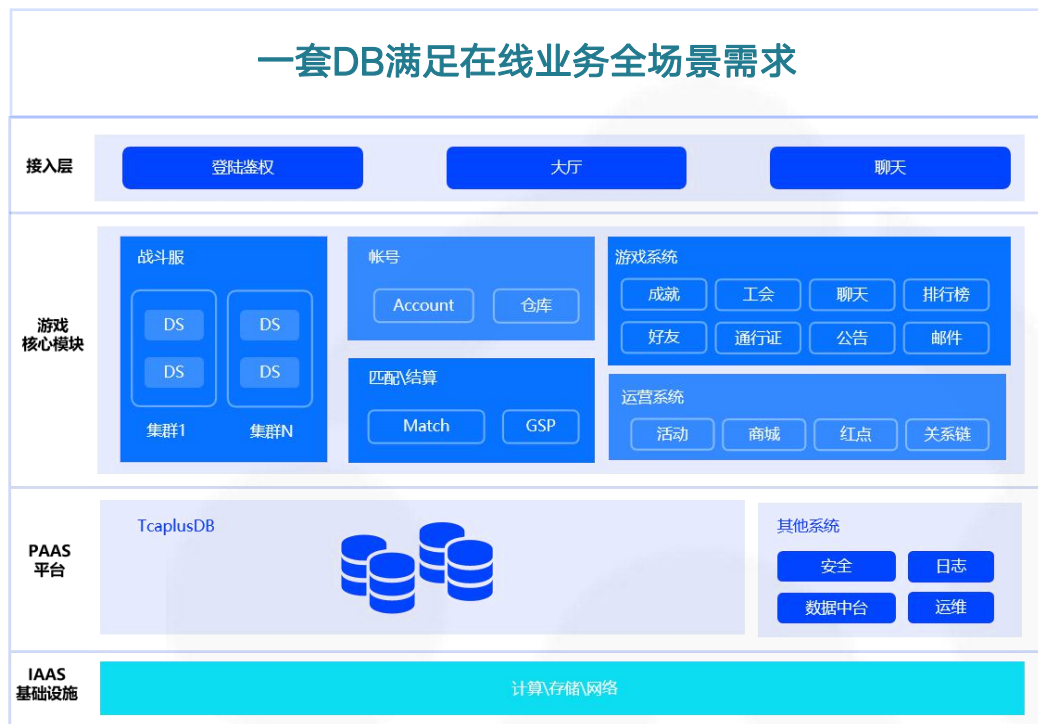 一套DB满足在线业务全场景需求
接入层
登陆鉴权
大厅
聊天
游戏
核心模块
战斗服
DS
DS
DS
DS
集群1
集群N
帐号
Account
仓库
匹配\结算
Match
GSP
游戏系统
成就
工会
聊天
排行榜
好友
通行证
公告
邮件
运营系统
活动
商城
红点
关系链
PAAS
平台
TcaplusDB
其他系统
安全
日志
数据中台
运维
IAAS
基础设施
计算\存储\网络